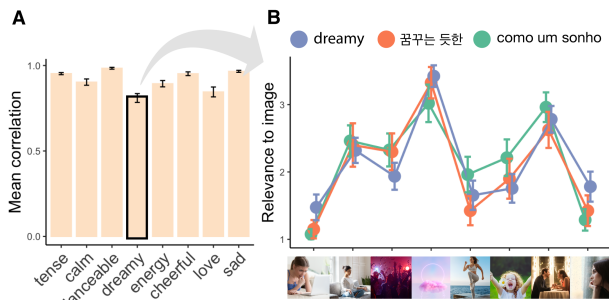 A
Mean correlation
1.0
0.5
0.0
tense
calm
danceable
dreamy
energy
cheerful
love
sad
B
dreamy
꿈꾸는 듯한
como um sonho
Relevance to image
3
2
1